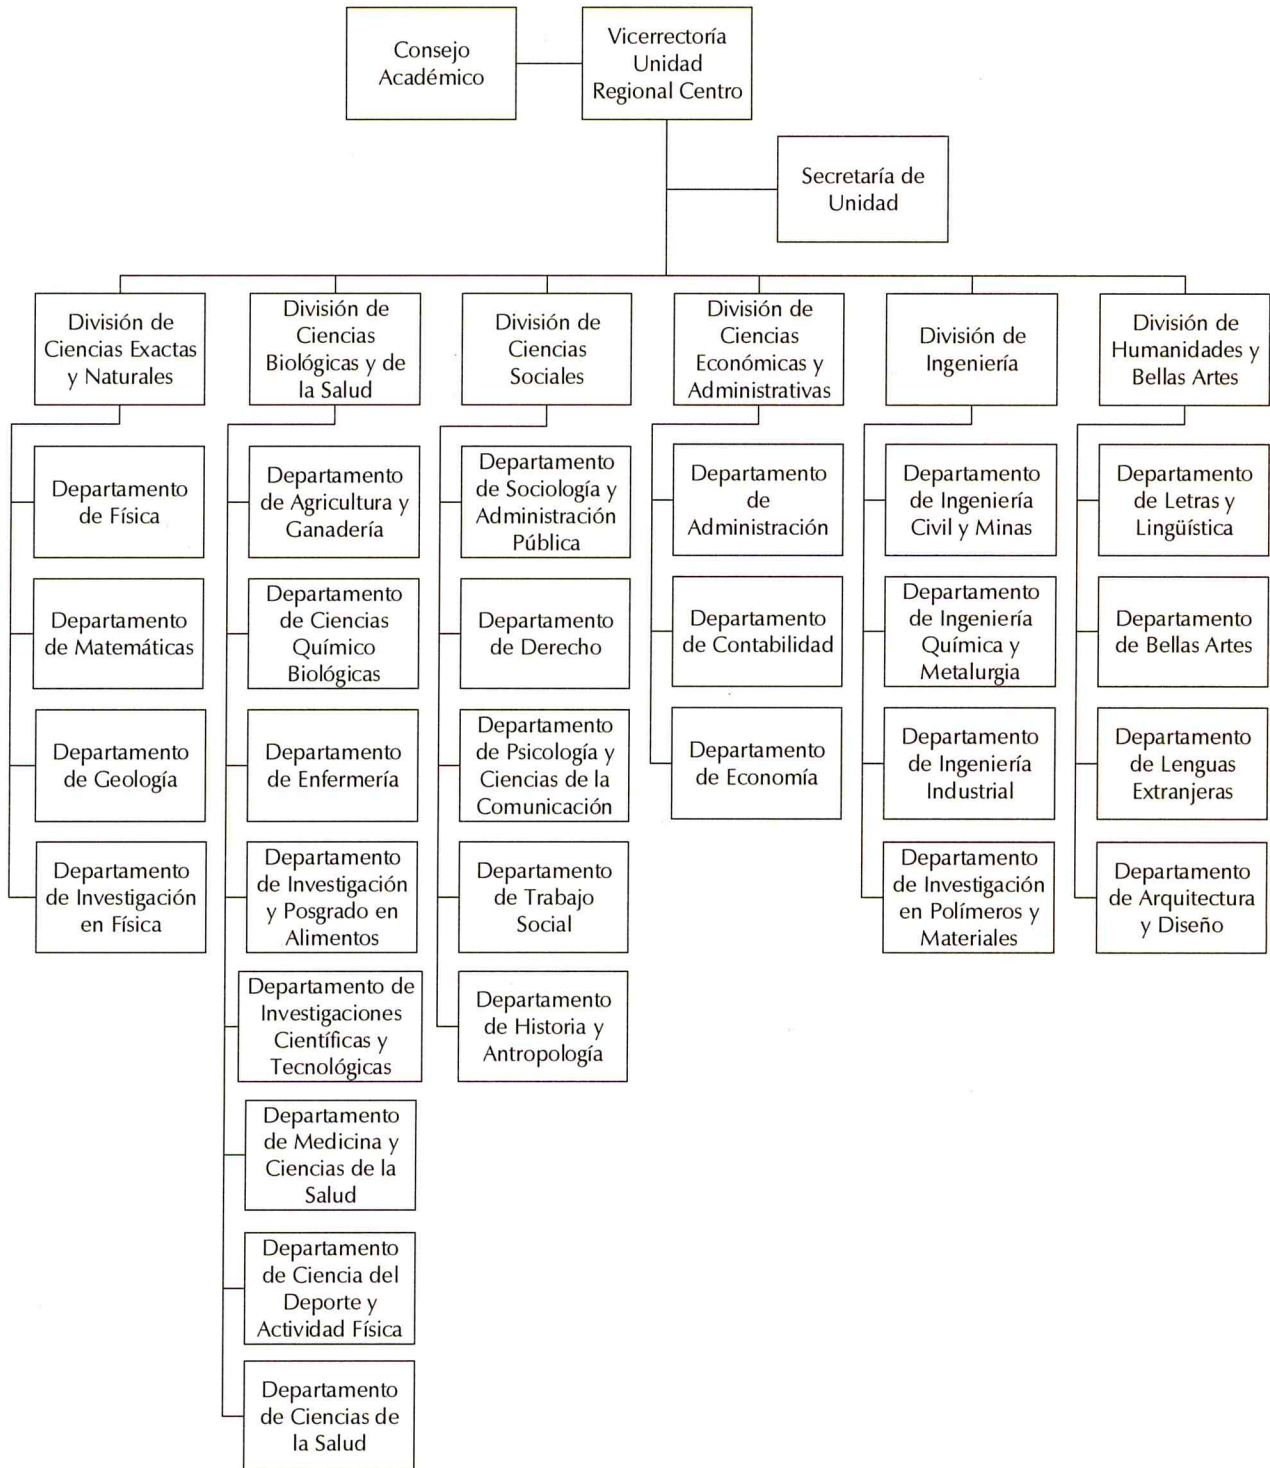 Consejo
Académico
Vicerrectoría
Unidad
Regional Centro
Secretaría de
Unidad
División de
Ciencias Exactas
y Naturales
División de
Ciencias
Biológicas y de
la Salud
División de
Ciencias
Sociales
División de
Ciencias
Económicas y
Administrativas
División de
Ingeniería
División de
Humanidades y
Bellas Artes
Departamento
de Física
Departamento
de Matemáticas
Departamento
de Geología
Departamento
de Investigación
en Física
Departamento
de Agricultura y
Ganadería
Departamento
de Ciencias
Químico
Biológicas
Departamento
de Enfermería
Departamento
de Investigación
y Posgrado en
Alimentos
Departamento de
Investigaciones
Científicas y
Tecnológicas
Departamento
de Medicina y
Ciencias de la
Salud
Departamento
de Ciencia del
Deporte y
Actividad Física
Departamento
de Ciencias de
la Salud
Departamento
de Sociología y
Administración
Pública
Departamento
de Derecho
Departamento
de Psicología y
Ciencias de la
Comunicación
Departamento
de Trabajo
Social
Departamento
de Historia y
Antropología
Departamento
de
Administración
Departamento
de Contabilidad
Departamento
de Economía
Departamento
de Ingeniería
Civil y Minas
Departamento
de Ingeniería
Química y
Metalurgia
Departamento
de Ingeniería
Industrial
Departamento
de Investigación
en Polímeros y
Materiales
Departamento
de Letras y
Lingüística
Departamento
de Bellas Artes
Departamento
de Lenguas
Extranjeras
Departamento
de Arquitectura
y Diseño